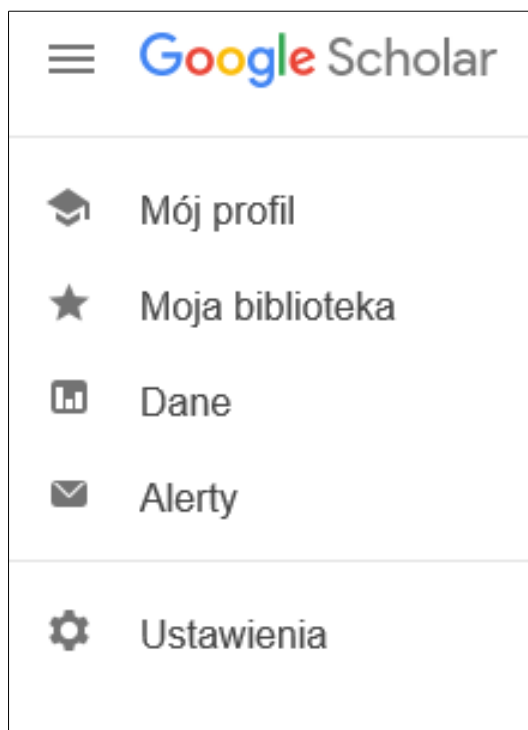 Google Scholar
Mój profil
Moja biblioteka
Dane
Alerty
Ustawienia